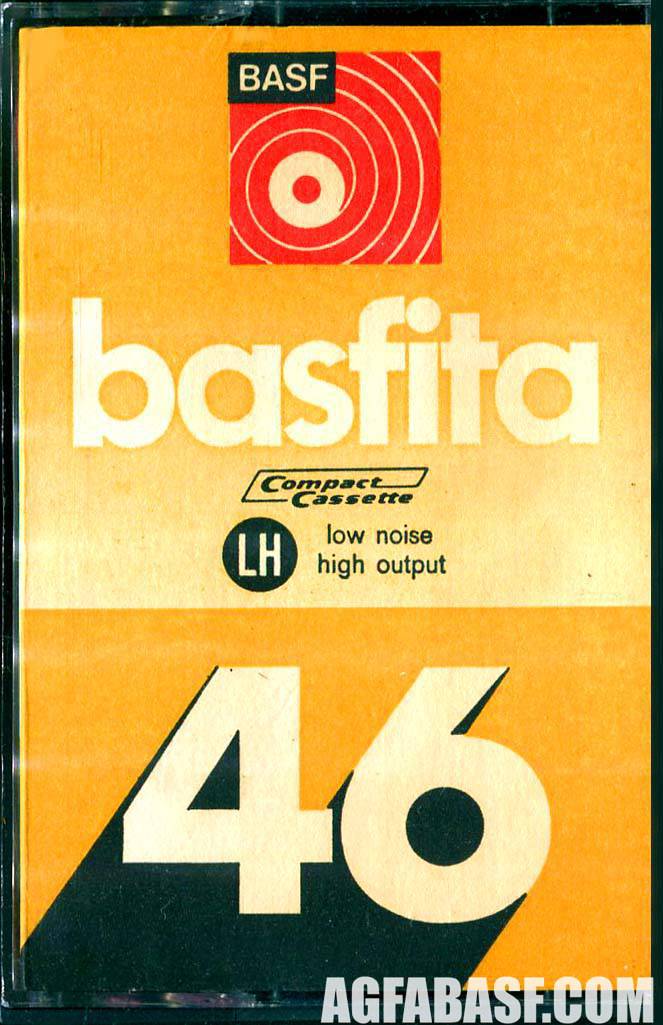 BASF
basfita
Compact
Cassette
LH
low noise
high output
46
AGFABASF.COM